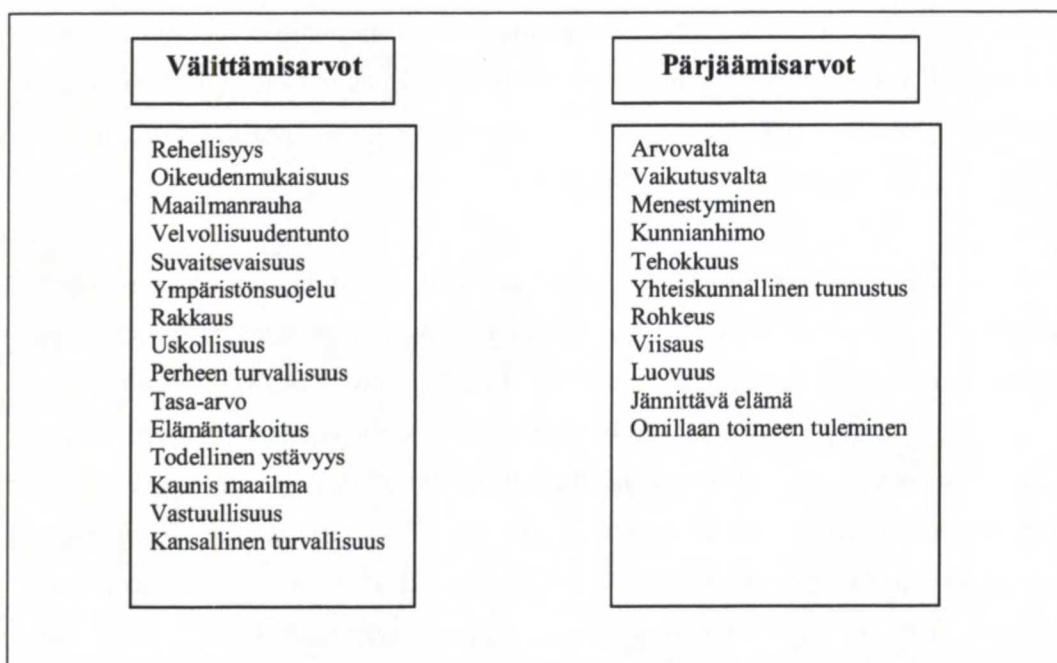 Välittämisarvot
Rehellisyys
Oikeudenmukaisuus
Maailmanrauha
Velvollisuudentunto
Suvaitsevaisuus
Ympäristönsuojelu
Rakkaus
Uskollisuus
Perheen turvallisuus
Tasa-arvo
Elämäntarkoitus
Todellinen ystävyys
Kaunis maailma
Vastuullisuus
Kansallinen turvallisuus
Pärjäämisarvot
Arvovalta
Vaikutusvalta
Menestyminen
Kunnianhimo
Tehokkuus
Yhteiskunnallinen tunnustus
Rohkeus
Viisaus
Luovuus
Jännittävä elämä
Omillaan toimeen tuleminen